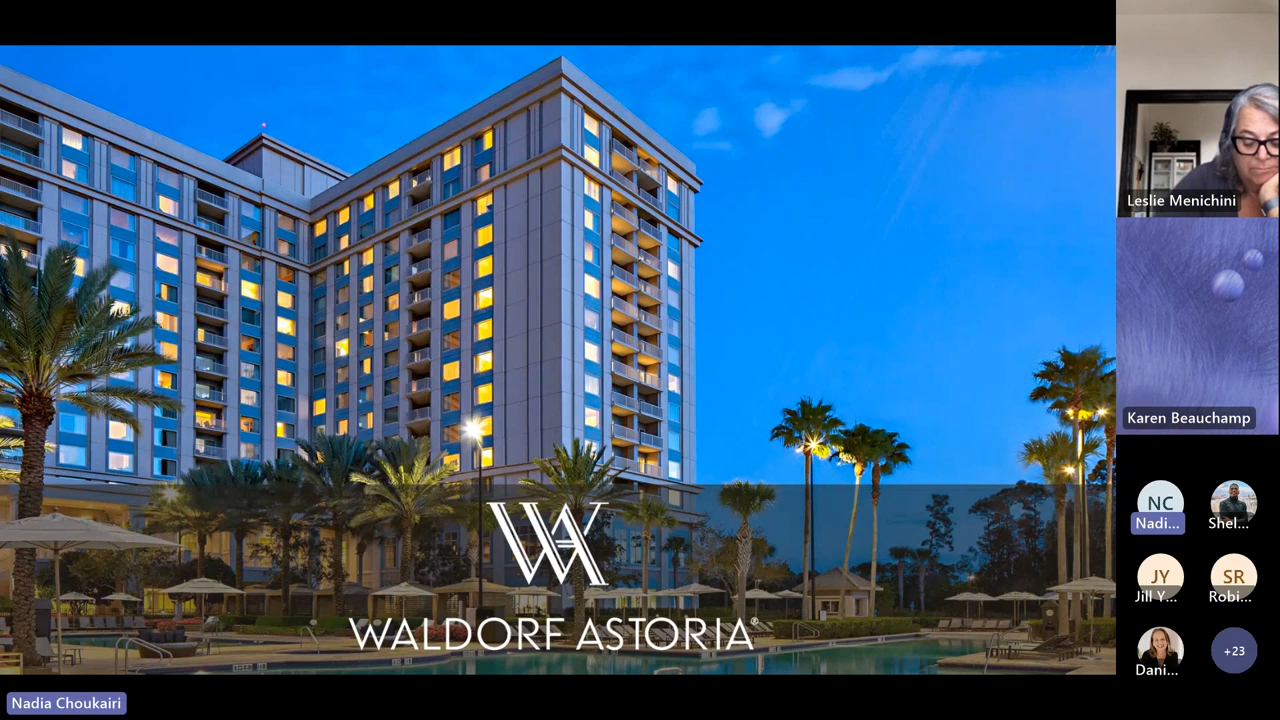 WALDORF ASTORIA®
Nadia Choukairi
Leslie Menichini
Karen Beauchamp
NC
Nadi...
Shel...
JY
Jill Y...
SR
Robi...
Dani...
+23